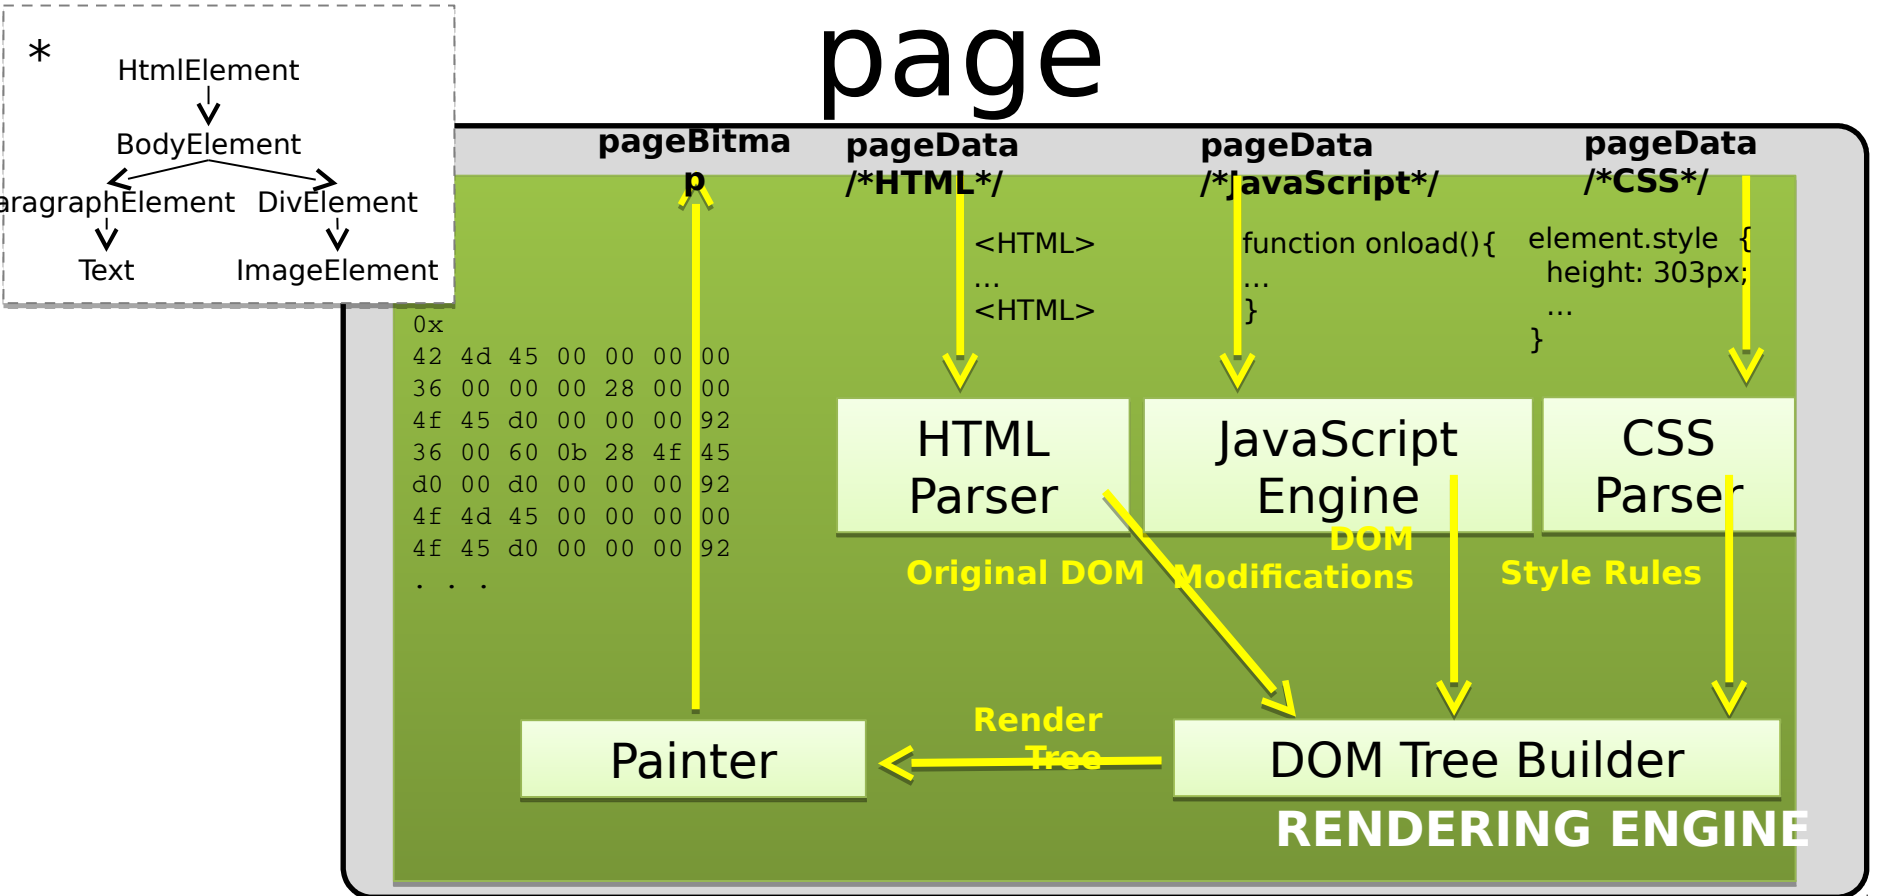 page
*
HtmlElement
BodyElement
aragraphElement DivElement
Text ImageElement
pageBitma
p
pageData
/*HTML*/
pageData
/*JavaScript*/
pageData
/*CSS*/
<HTML>
...
<HTML>
function onload(){
...
}
element.style {
height: 303px;
...
}
0x
42 4d 45 00 00 00 00
36 00 00 00 28 00 00
4f 45 d0 00 00 00 92
36 00 60 0b 28 4f 45
d0 00 d0 00 00 00 92
4f 4d 45 00 00 00 00
4f 45 d0 00 00 00 92
. . .
HTML
Parser
JavaScript
Engine
CSS
Parser
Original DOM
DOM
Modifications
Style Rules
Render
Tree
Painter
DOM Tree Builder
RENDERING ENGINE